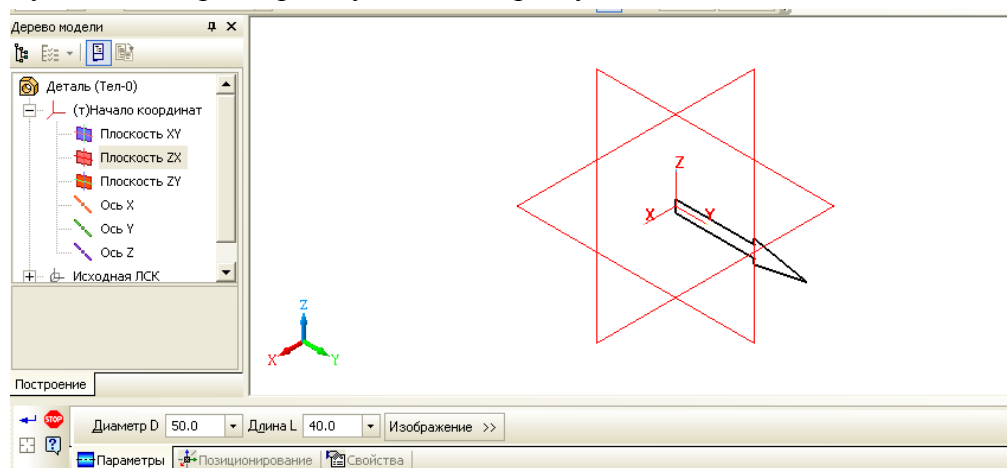 Дерево модели
Деталь (Тел-0)
(т)Начало координат
Плоскость XY
Плоскость ZX
Плоскость ZY
Ось X
Ось Y
Ось Z
Исходная ЛСК
Построение
Z
X
Y
Z
X
Y
STOP
Диаметр D 50.0 Длина L 40.0 Изображение >>
Параметры Позиционирование Свойства